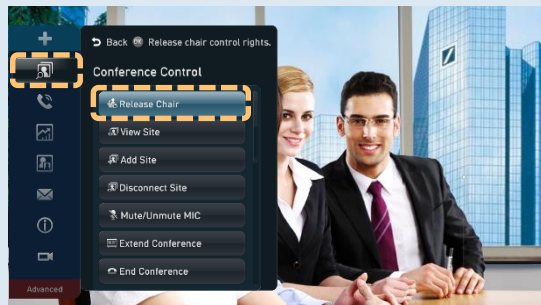 Back OK Release chair control rights.
Conference Control
Release Chair
View Site
Add Site
Disconnect Site
Mute/Unmute MIC
Extend Conference
End Conference
Advanced